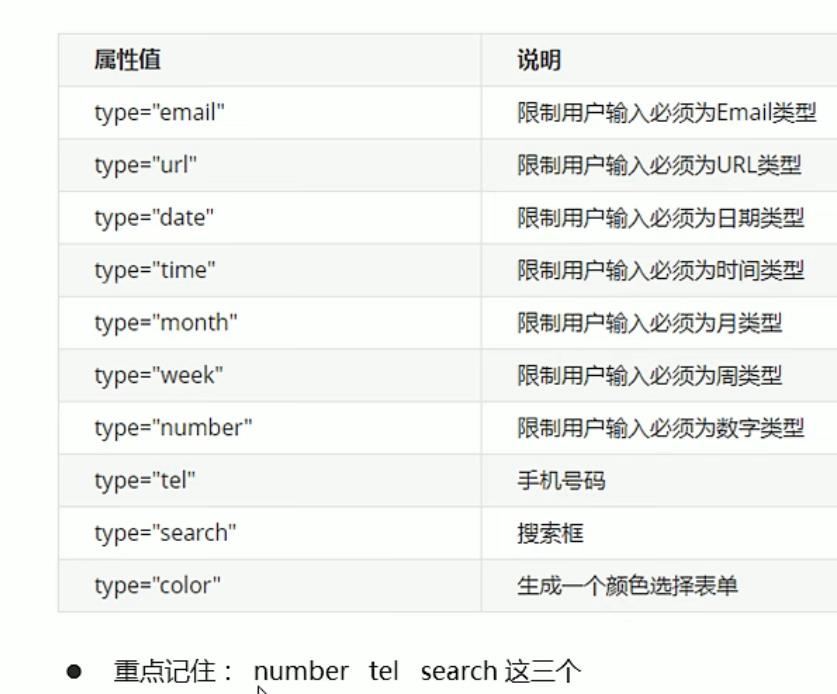 属性值 说明
type="email" 限制用户输入必须为Email类型
type="url" 限制用户输入必须为URL类型
type="date" 限制用户输入必须为日期类型
type="time" 限制用户输入必须为时间类型
type="month" 限制用户输入必须为月类型
type="week" 限制用户输入必须为周类型
type="number" 限制用户输入必须为数字类型
type="tel" 手机号码
type="search" 搜索框
type="color" 生成一个颜色选择表单
● 重点记住： number tel search 这三个